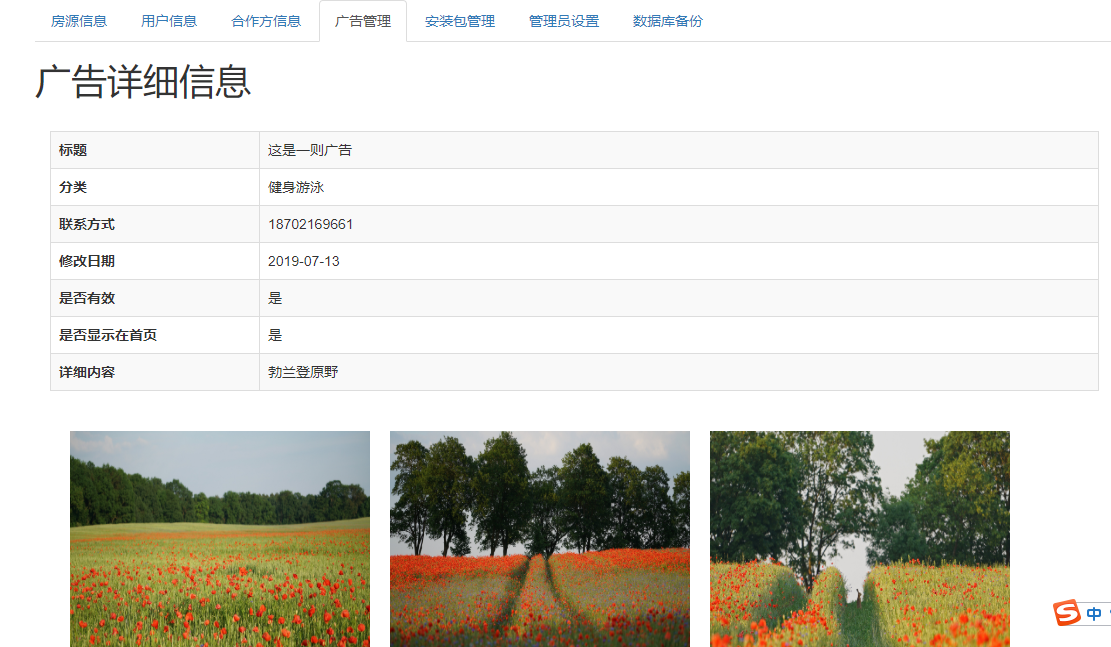 房源信息 用户信息 合作方信息 广告管理 安装包管理 管理员设置 数据库备份
广告详细信息
标题 这是一则广告
分类 健身游泳
联系方式 18702169661
修改日期 2019-07-13
是否有效 是
是否显示在首页 是
详细内容 勃兰登原野
S 中